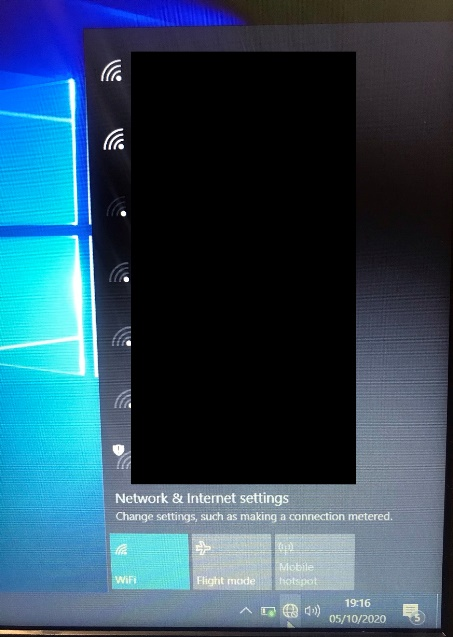 Network & Internet settings
Change settings, such as making a connection metered.
WiFi
Flight mode
Mobile
hotspot
19:16
05/10/2020
5